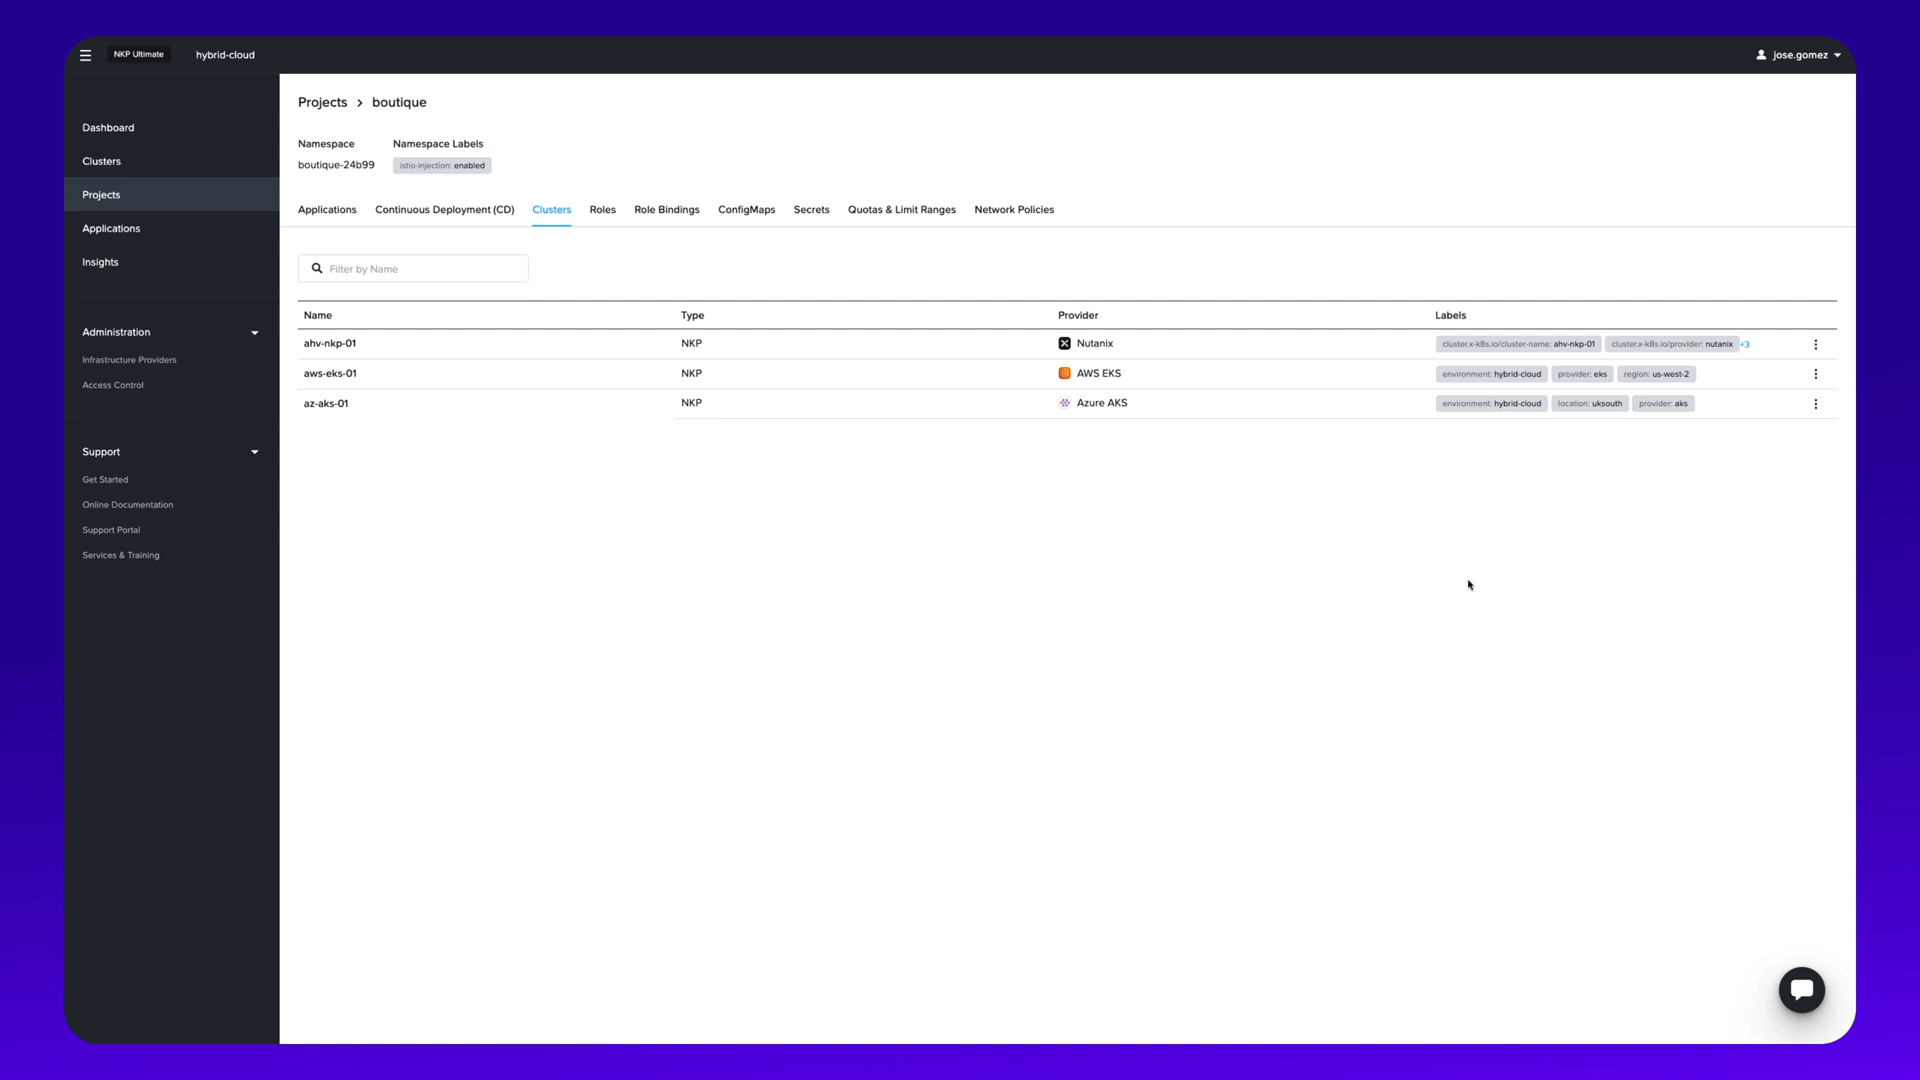 NKP Ultimate hybrid-cloud jose.gomez
Dashboard
Clusters
Projects
Applications
Insights
Administration
Infrastructure Providers
Access Control
Support
Get Started
Online Documentation
Support Portal
Services & Training
Projects > boutique
Namespace Namespace Labels
boutique-24b99 istio-injection: enabled
Applications Continuous Deployment (CD) Clusters Roles Role Bindings ConfigMaps Secrets Quotas & Limit Ranges Network Policies
Filter by Name
Name Type Provider Labels
ahv-nkp-01 NKP Nutanix cluster.x-k8s.io/cluster-name: ahv-nkp-01 cluster.x-k8s.io/provider: nutanix +3
aws-eks-01 NKP AWS EKS environment: hybrid-cloud provider: eks region: us-west-2
az-aks-01 NKP Azure AKS environment: hybrid-cloud location: uksouth provider: aks